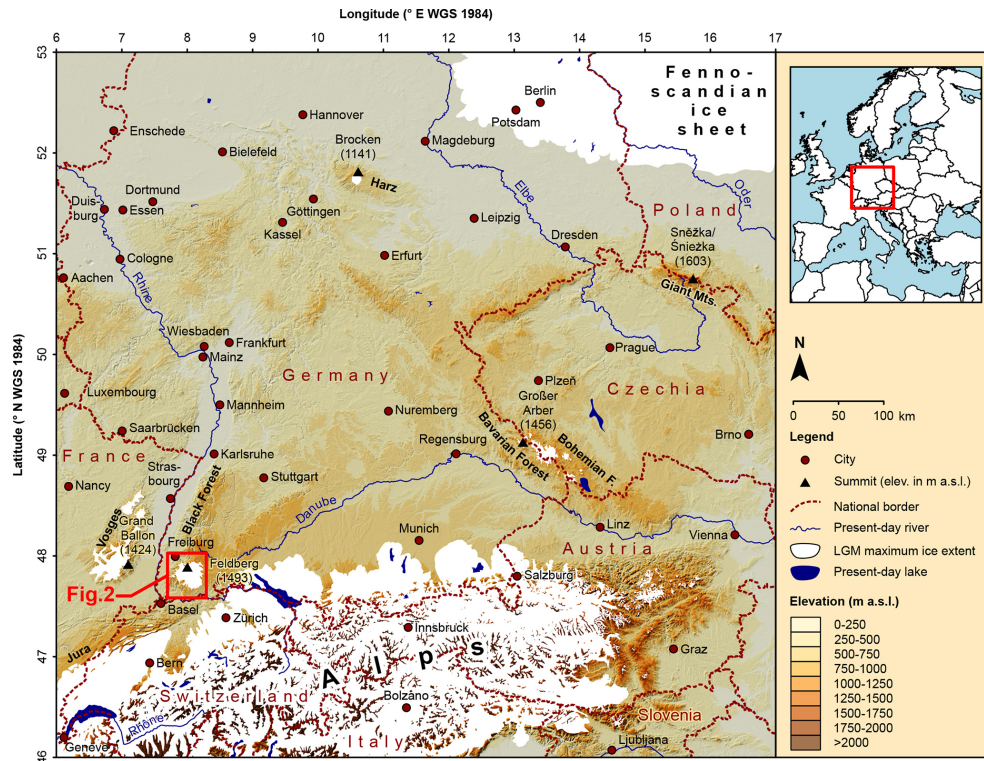 Longitude (° E WGS 1984)
6 7 8 9 10 11 12 13 14 15 16 17
Latitude (° N WGS 1984)
53
52
51
50
49
48
47
46
Fenno-
scandian
ice
sheet
Berlin
Potsdam
Hannover
Enschede
Bielefeld
Brocken
(1141)
Harz
Magdeburg
Elbe
Oder
Dortmund
Duis-
burg
Essen
Göttingen
Kassel
Leipzig
Poland
Dresden
Sněžka/
Śnieżka
(1603)
Giant Mts.
Cologne
Erfurt
Aachen
Rhine
Wiesbaden
Frankfurt
Mainz
Prague
Germany
Luxembourg
Plzeň
Czechia
Mannheim
Nuremberg
Großer
Arber
(1456)
Saarbrücken
Regensburg
Bavarian Forest
Bohemian F.
Brno
France
Karlsruhe
Stras-
bourg
Stuttgart
Nancy
Black Forest
Danube
Vosges
Grand
Ballon
(1424)
Munich
Linz
Vienna
Freiburg
Feldberg
(1493)
Austria
Salzburg
Fig.2
Basel
Zürich
Innsbruck
Jura
Bern
Alps
Graz
Switzerland
Bolzano
Rhône
Slovenia
Geneve
Italy
Ljubljana
N
0 50 100 km
Legend
City
Summit (elev. in m a.s.l.)
National border
Present-day river
LGM maximum ice extent
Present-day lake
Elevation (m a.s.l.)
0-250
250-500
500-750
750-1000
1000-1250
1250-1500
1500-1750
1750-2000
>2000